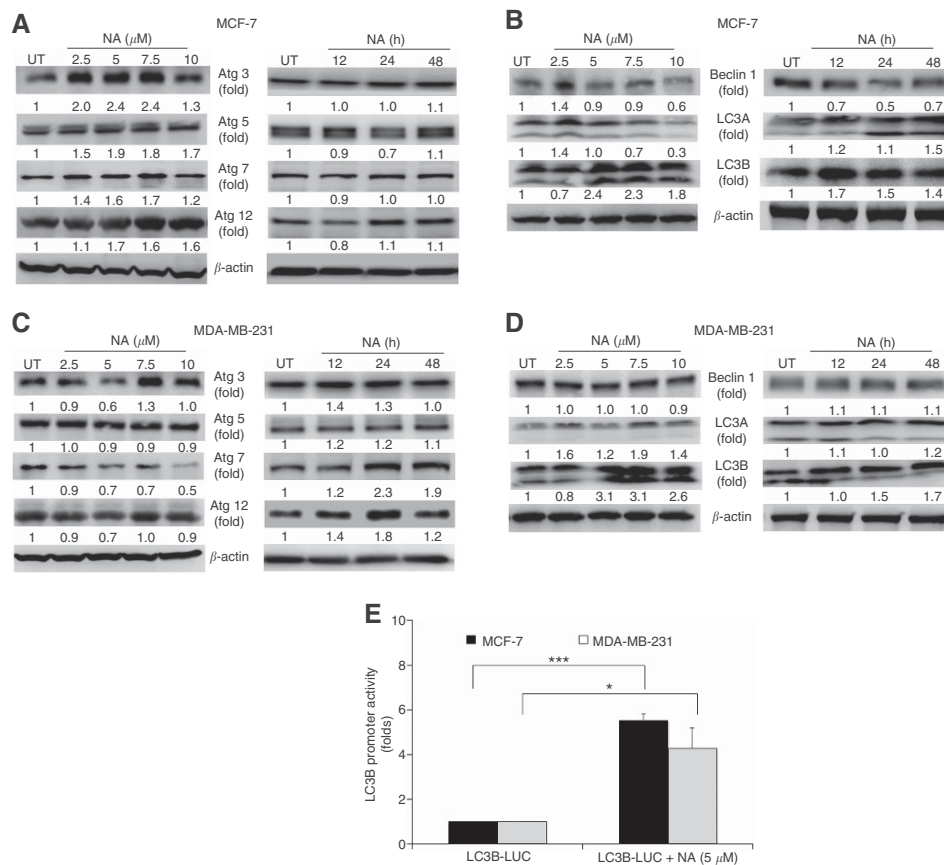 A
MCF-7
NA (μM)
NA (h)
UT 2.5 5 7.5 10
UT 12 24 48
Atg 3
(fold)
1 2.0 2.4 2.4 1.3
1 1.0 1.0 1.1
Atg 5
(fold)
1 1.5 1.9 1.8 1.7
1 0.9 0.7 1.1
Atg 7
(fold)
1 1.4 1.6 1.7 1.2
1 0.9 1.0 1.0
Atg 12
(fold)
1 1.1 1.7 1.6 1.6
1 0.8 1.1 1.1
β-actin
B
MCF-7
NA (μM)
NA (h)
UT 2.5 5 7.5 10
UT 12 24 48
Beclin 1
(fold)
1 1.4 0.9 0.9 0.6
1 0.7 0.5 0.7
LC3A
(fold)
1 1.4 1.0 0.7 0.3
1 1.2 1.1 1.5
LC3B
(fold)
1 0.7 2.4 2.3 1.8
1 1.7 1.5 1.4
β-actin
C
MDA-MB-231
NA (μM)
NA (h)
UT 2.5 5 7.5 10
UT 12 24 48
Atg 3
(fold)
1 0.9 0.6 1.3 1.0
1 1.4 1.3 1.0
Atg 5
(fold)
1 1.0 0.9 0.9 0.9
1 1.2 1.2 1.1
Atg 7
(fold)
1 0.9 0.7 0.7 0.5
1 1.2 2.3 1.9
Atg 12
(fold)
1 0.9 0.7 1.0 0.9
1 1.4 1.8 1.2
β-actin
D
MDA-MB-231
NA (μM)
NA (h)
UT 2.5 5 7.5 10
UT 12 24 48
Beclin 1
(fold)
1 1.0 1.0 1.0 0.9
1 1.1 1.1 1.1
LC3A
(fold)
1 1.6 1.2 1.9 1.4
1 1.1 1.0 1.2
LC3B
(fold)
1 0.8 3.1 3.1 2.6
1 1.0 1.5 1.7
β-actin
E
LC3B promoter activity
(folds)
10
8
6
4
2
0
MCF-7
MDA-MB-231
***
*
LC3B-LUC
LC3B-LUC + NA (5 μM)